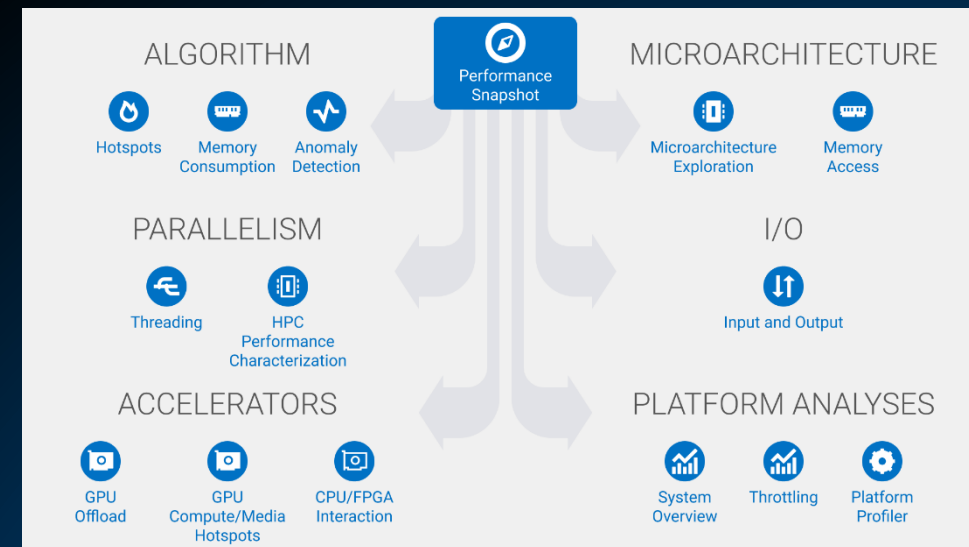 Performance
Snapshot
ALGORITHM
Hotspots
Memory
Consumption
Anomaly
Detection
MICROARCHITECTURE
Microarchitecture
Exploration
Memory
Access
PARALLELISM
Threading
HPC
Performance
Characterization
I/O
Input and Output
ACCELERATORS
GPU
Offload
GPU
Compute/Media
Hotspots
CPU/FPGA
Interaction
PLATFORM ANALYSES
System
Overview
Throttling
Platform
Profiler